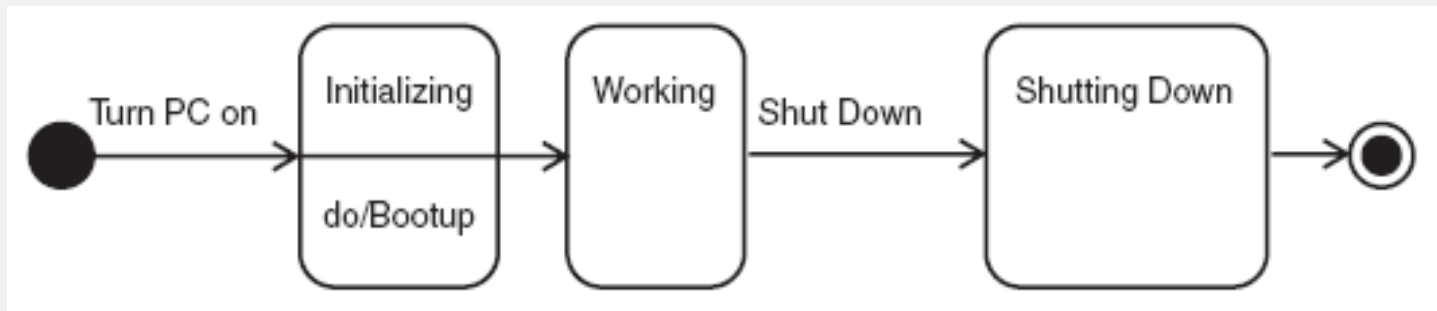 Turn PC on
Initializing
do/Bootup
Working
Shut Down
Shutting Down